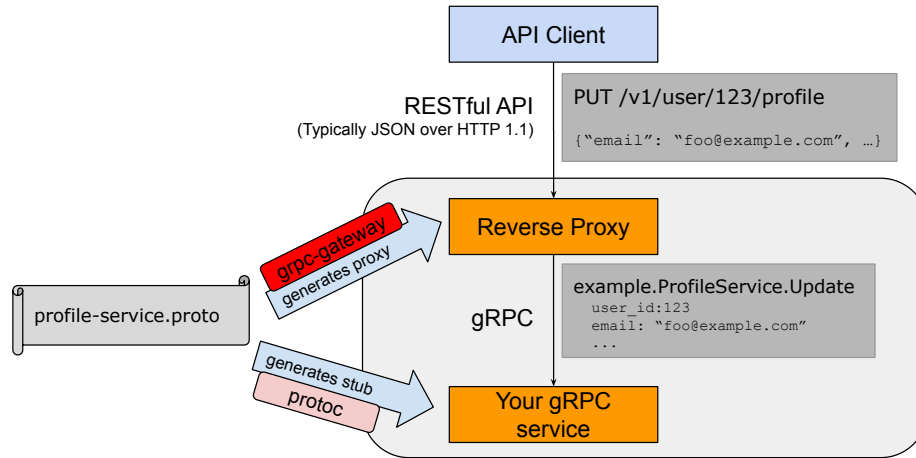 API Client
RESTful API
(Typically JSON over HTTP 1.1)
PUT /v1/user/123/profile
{“email”: “foo@example.com”, …}
Reverse Proxy
grpc-gateway
generates proxy
profile-service.proto
gRPC
example.ProfileService.Update
user_id:123
email: “foo@example.com”
...
generates stub
protoc
Your gRPC
service